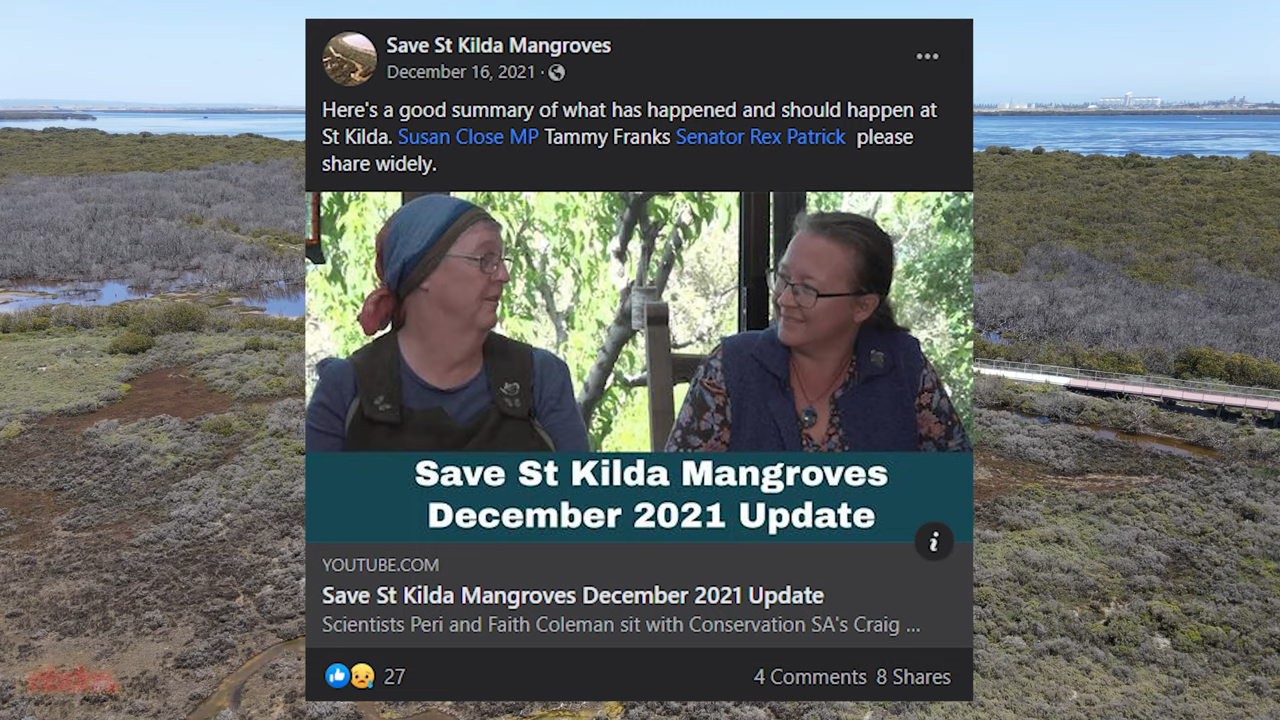 Save St Kilda Mangroves
December 16, 2021 ·
Here's a good summary of what has happened and should happen at
St Kilda. Susan Close MP Tammy Franks Senator Rex Patrick please
share widely.
Save St Kilda Mangroves
December 2021 Update
i
YOUTUBE.COM
Save St Kilda Mangroves December 2021 Update
Scientists Peri and Faith Coleman sit with Conservation SA's Craig ...
27
4 Comments 8 Shares